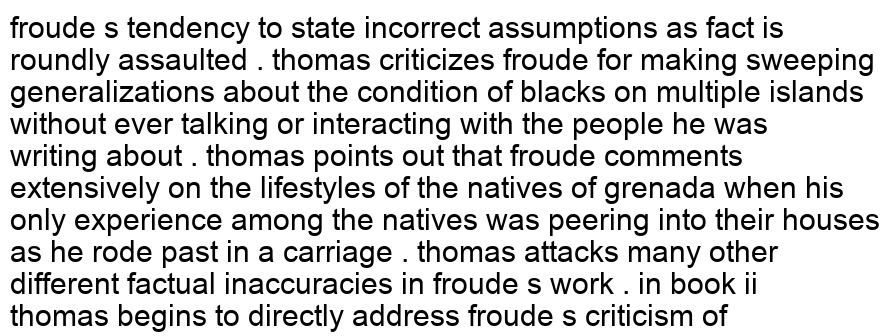 froude s tendency to state incorrect assumptions as fact is
roundly assaulted . thomas criticizes froude for making sweeping
generalizations about the condition of blacks on multiple islands
without ever talking or interacting with the people he was
writing about . thomas points out that froude comments
extensively on the lifestyles of the natives of grenada when his
only experience among the natives was peering into their houses
as he rode past in a carriage . thomas attacks many other
different factual inaccuracies in froude s work . in book ii
thomas begins to directly address froude s criticism of